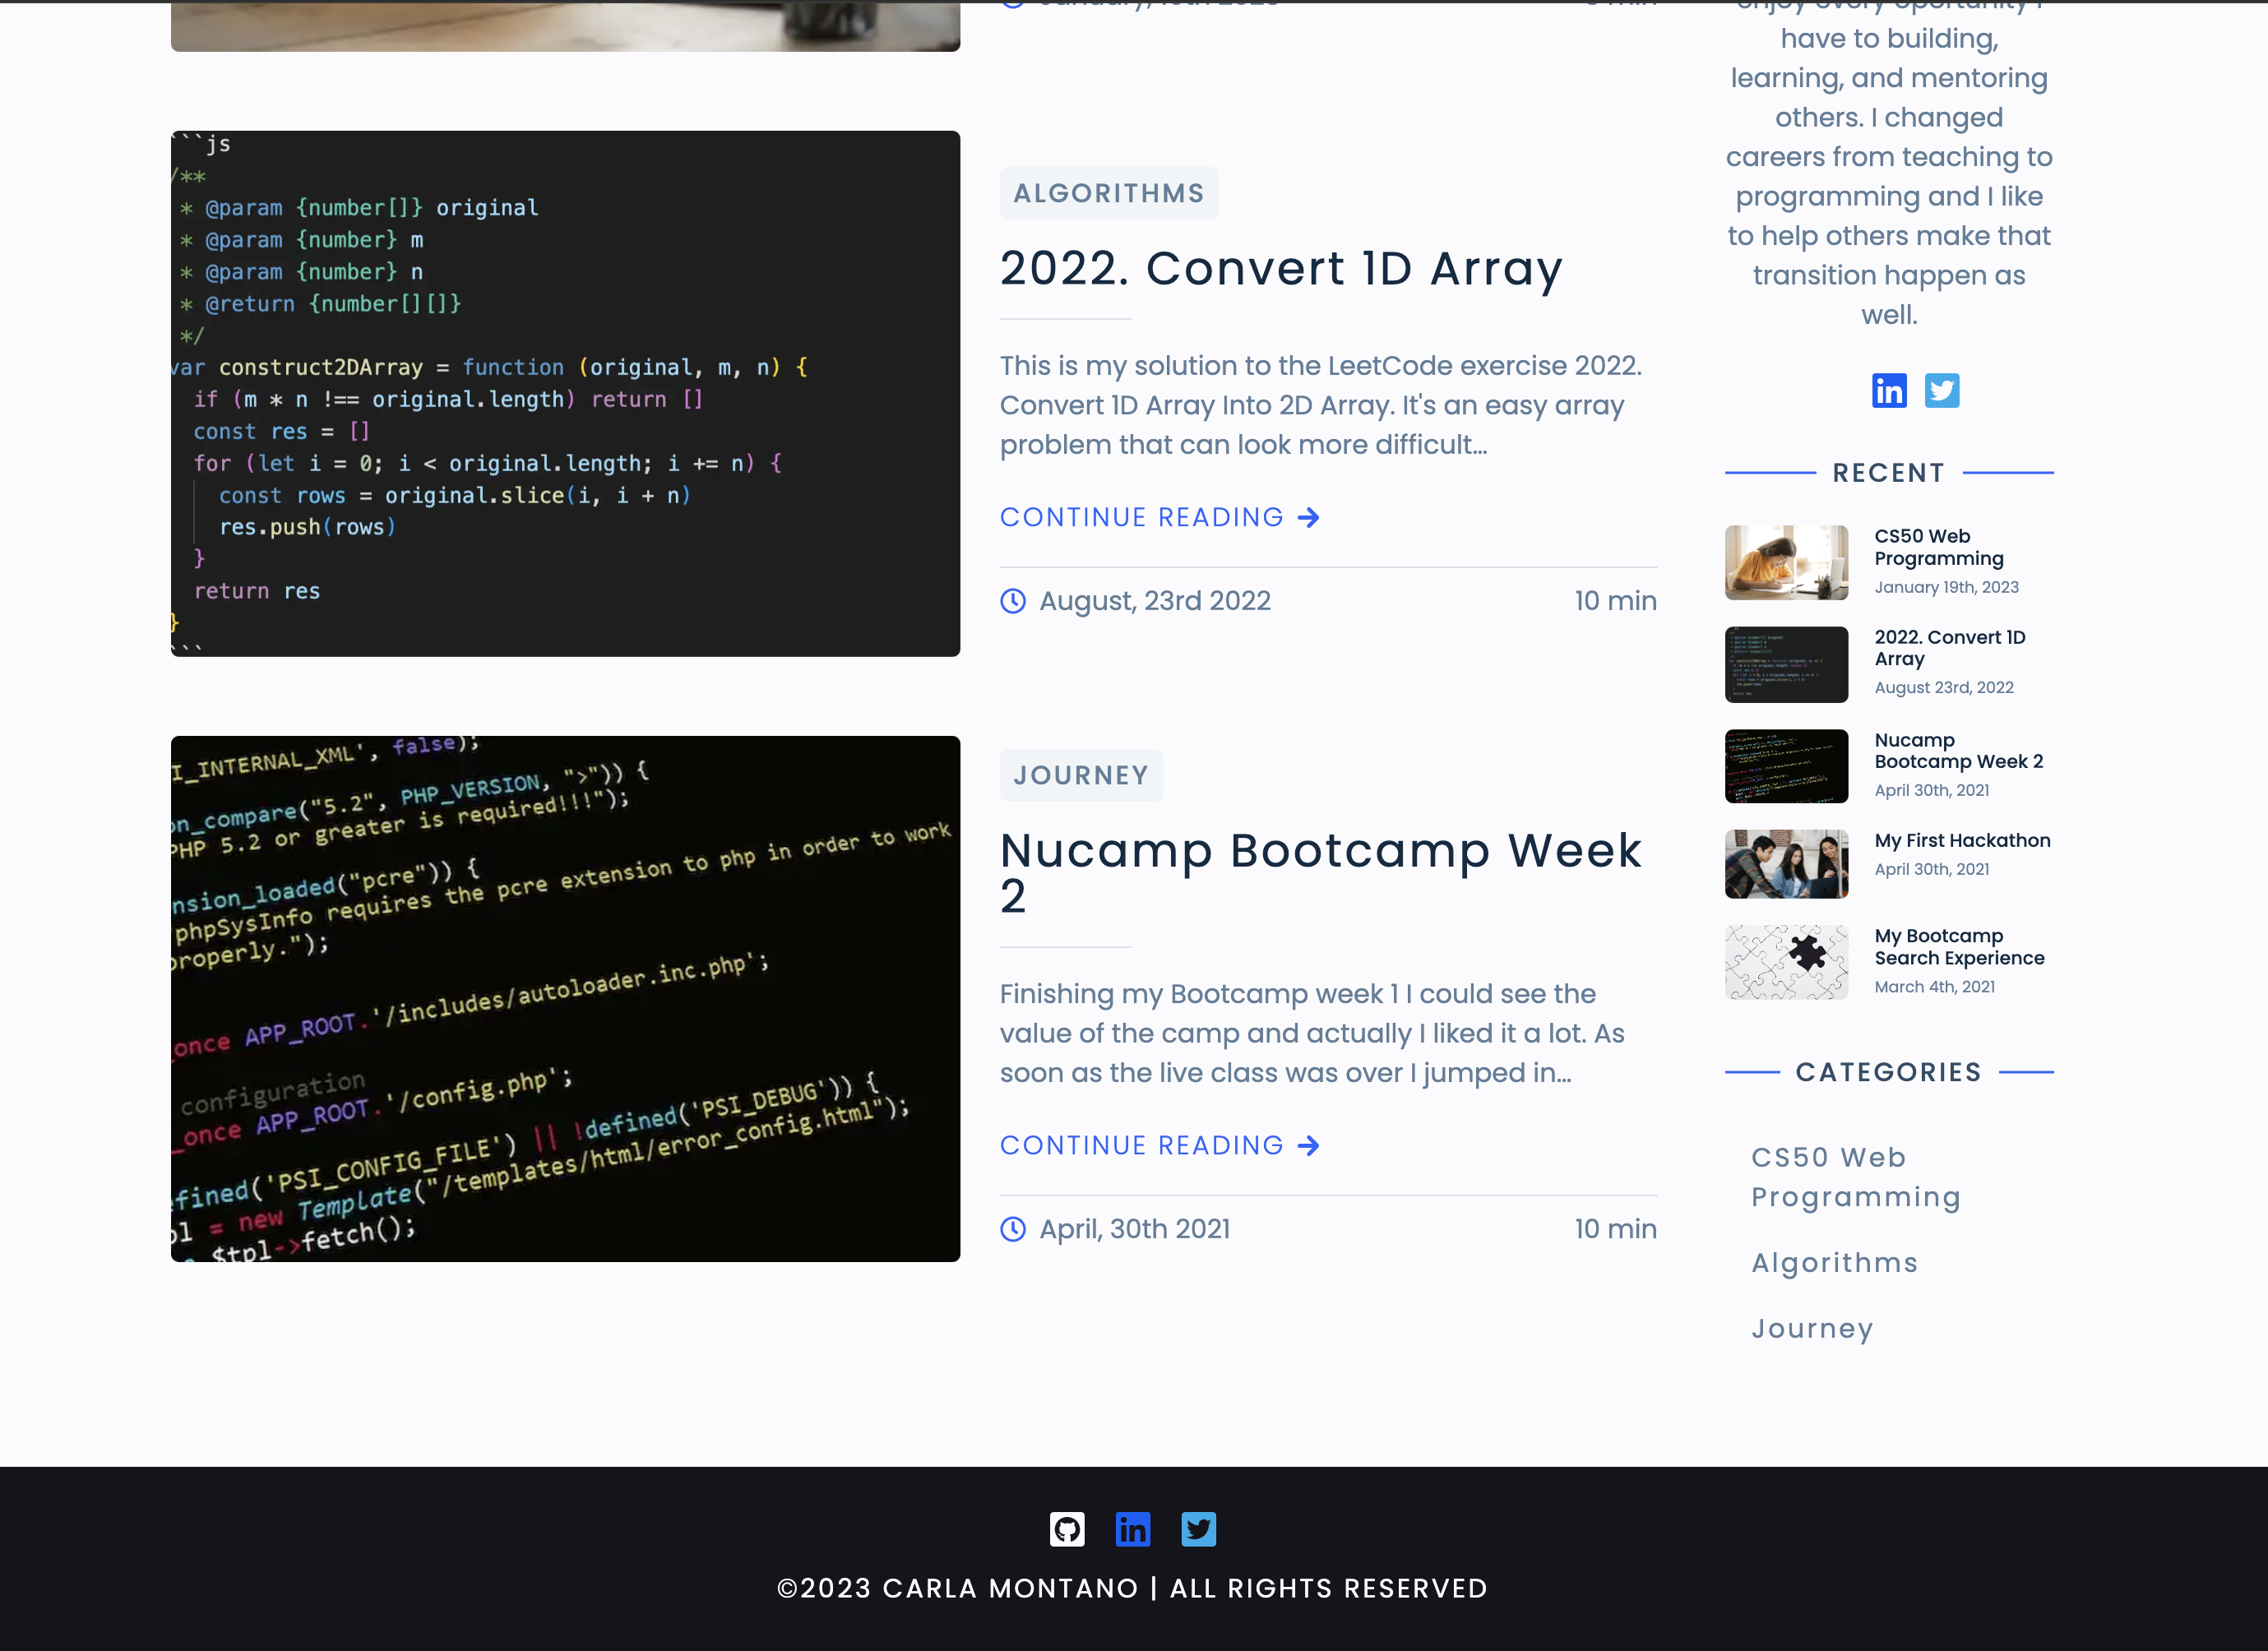 ```js
/**
* @param {number[]} original
* @param {number} m
* @param {number} n
* @return {number[][]}
*/
var construct2DArray = function (original, m, n) {
if (m * n !== original.length) return []
const res = []
for (let i = 0; i < original.length; i += n) {
const rows = original.slice(i, i + n)
res.push(rows)
}
return res
}
```
ALGORITHMS
2022. Convert 1D Array
This is my solution to the LeetCode exercise 2022.
Convert 1D Array Into 2D Array. It's an easy array
problem that can look more difficult...
CONTINUE READING
August, 23rd 2022 10 min
I_INTERNAL_XML', false);
on_compare("5.2", PHP_VERSION, ">")) {
PHP 5.2 or greater is required!!!");
nsion_loaded("pcre")) {
phpSysInfo requires the pcre extension to php in order to work
properly.");
once APP_ROOT.'/includes/autoloader.inc.php';
configuration
_once APP_ROOT.'/config.php';
efined('PSI_CONFIG_FILE') || !defined('PSI_DEBUG')) {
pl = new Template("/templates/html/error_config.html");
$tpl->fetch();
JOURNEY
Nucamp Bootcamp Week
2
Finishing my Bootcamp week 1 I could see the
value of the camp and actually I liked it a lot. As
soon as the live class was over I jumped in...
CONTINUE READING
April, 30th 2021 10 min
enjoy every oportunity I
have to building,
learning, and mentoring
others. I changed
careers from teaching to
programming and I like
to help others make that
transition happen as
well.
RECENT
CS50 Web
Programming
January 19th, 2023
2022. Convert 1D
Array
August 23rd, 2022
Nucamp
Bootcamp Week 2
April 30th, 2021
My First Hackathon
April 30th, 2021
My Bootcamp
Search Experience
March 4th, 2021
CATEGORIES
CS50 Web
Programming
Algorithms
Journey
©2023 CARLA MONTANO | ALL RIGHTS RESERVED